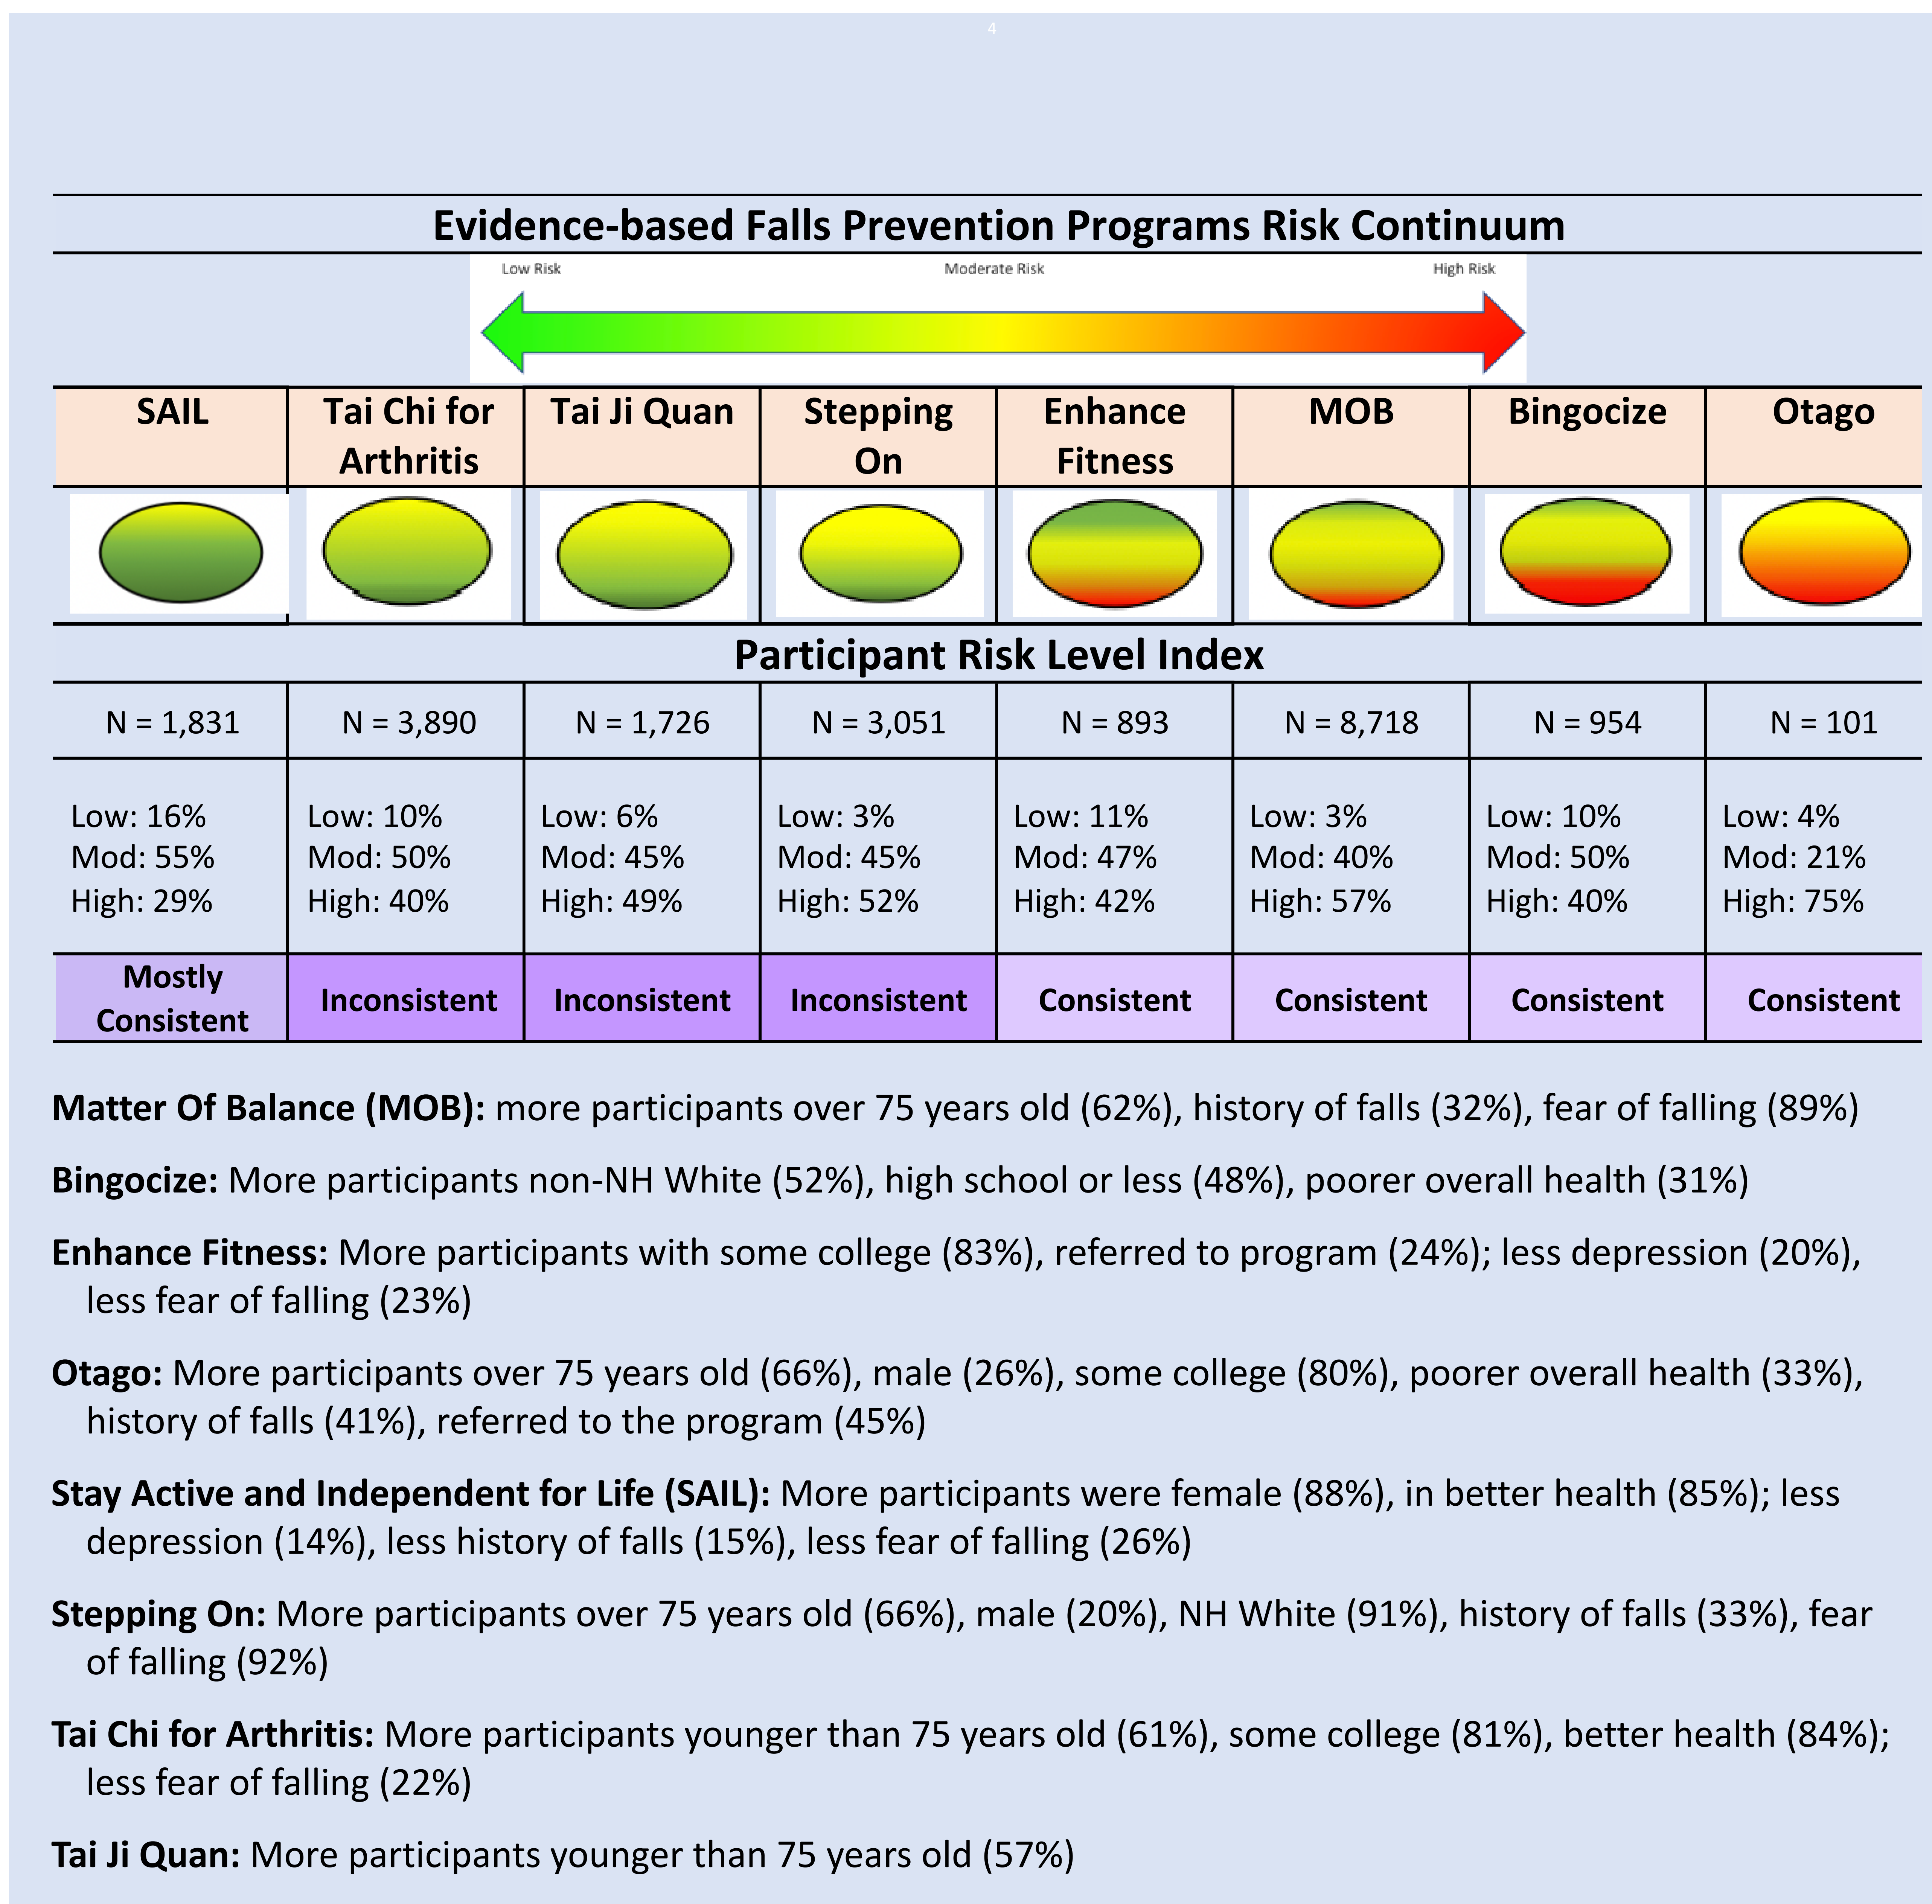 4
Evidence-based Falls Prevention Programs Risk Continuum
Low Risk Moderate Risk High Risk
SAIL
Tai Chi for
Arthritis
Tai Ji Quan
Stepping
On
Enhance
Fitness
MOB
Bingocize
Otago
Participant Risk Level Index
N = 1,831 N = 3,890 N = 1,726 N = 3,051 N = 893 N = 8,718 N = 954 N = 101
Low: 16% Low: 10% Low: 6% Low: 3% Low: 11% Low: 3% Low: 10% Low: 4%
Mod: 55% Mod: 50% Mod: 45% Mod: 45% Mod: 47% Mod: 40% Mod: 50% Mod: 21%
High: 29% High: 40% High: 49% High: 52% High: 42% High: 57% High: 40% High: 75%
Mostly
Consistent
Inconsistent Inconsistent Inconsistent Consistent Consistent Consistent Consistent
Matter Of Balance (MOB): more participants over 75 years old (62%), history of falls (32%), fear of falling (89%)
Bingocize: More participants non-NH White (52%), high school or less (48%), poorer overall health (31%)
Enhance Fitness: More participants with some college (83%), referred to program (24%); less depression (20%),
less fear of falling (23%)
Otago: More participants over 75 years old (66%), male (26%), some college (80%), poorer overall health (33%),
history of falls (41%), referred to the program (45%)
Stay Active and Independent for Life (SAIL): More participants were female (88%), in better health (85%); less
depression (14%), less history of falls (15%), less fear of falling (26%)
Stepping On: More participants over 75 years old (66%), male (20%), NH White (91%), history of falls (33%), fear
of falling (92%)
Tai Chi for Arthritis: More participants younger than 75 years old (61%), some college (81%), better health (84%);
less fear of falling (22%)
Tai Ji Quan: More participants younger than 75 years old (57%)